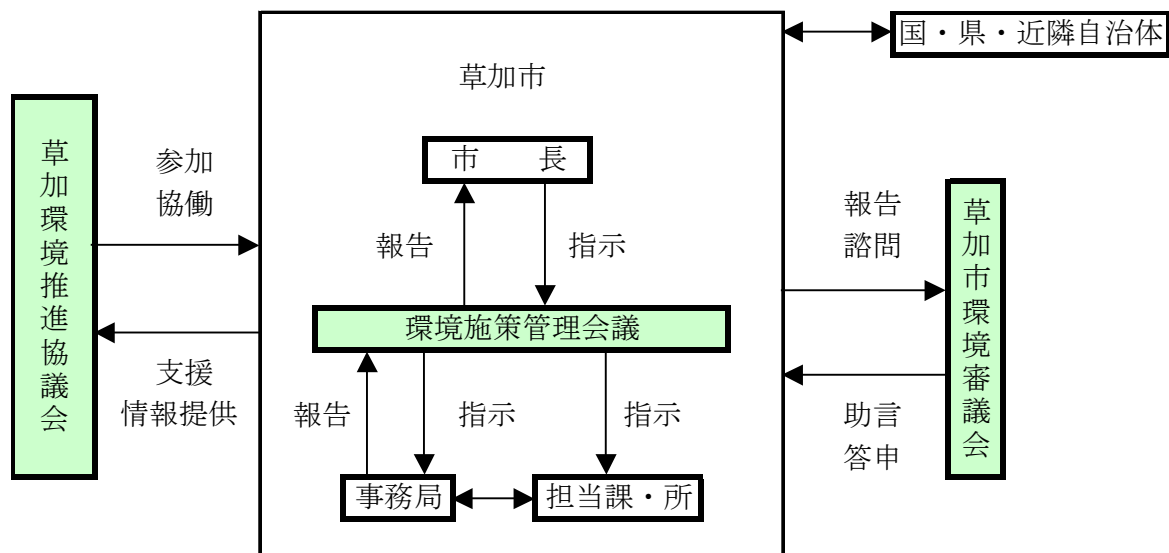 国・県・近隣自治体
草加市
草加環境推進協議会
参加
協働
支援
情報提供
市　　長
報告
指示
環境施策管理会議
報告
指示
指示
事務局
担当課・所
報告
諮問
助言
答申
草加市環境審議会